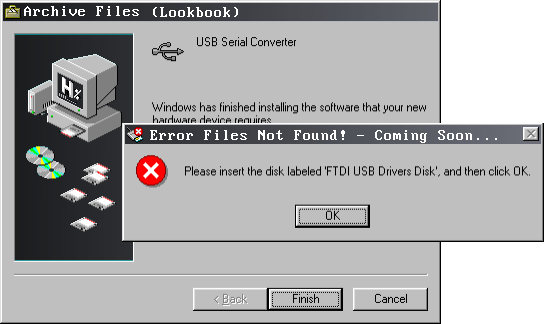 Archive Files (Lookbook)
USB Serial Converter
Windows has finished installing the software that your new
hardware device requires.
Error Files Not Found! - Coming Soon...
Please insert the disk labeled 'FTDI USB Drivers Disk', and then click OK.
OK
< Back
Finish
Cancel